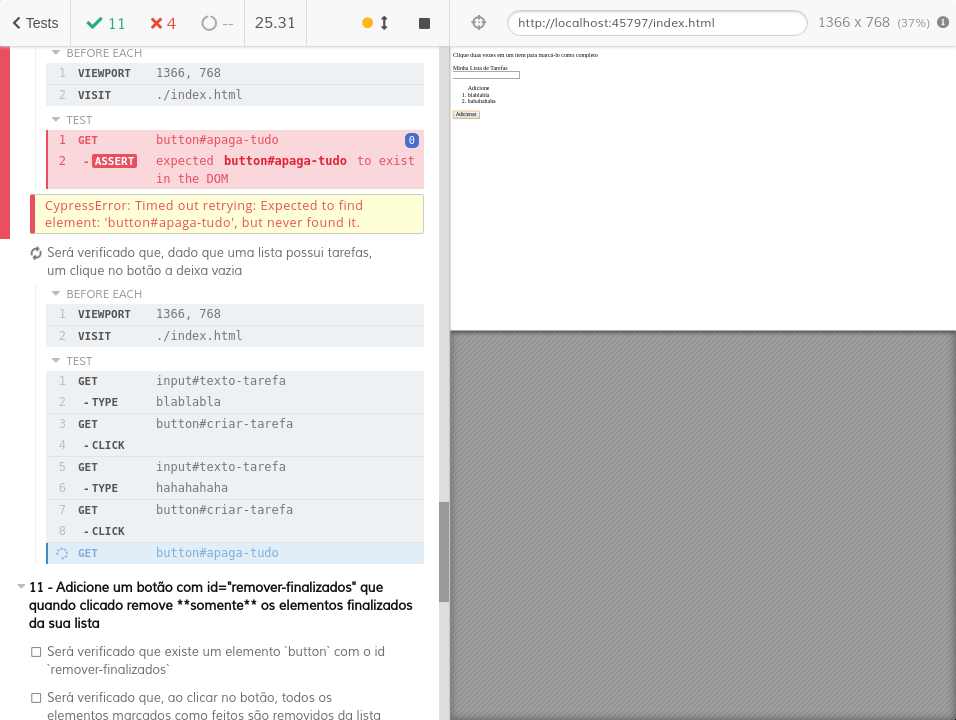 Tests
11
4
--
25.31
http://localhost:45797/index.html
1366 x 768 (37%)
BEFORE EACH
1 VIEWPORT 1366, 768
2 VISIT ./index.html
TEST
1 GET button#apaga-tudo 0
2 - ASSERT expected button#apaga-tudo to exist
in the DOM
CypressError: Timed out retrying: Expected to find
element: 'button#apaga-tudo', but never found it.
Será verificado que, dado que uma lista possui tarefas,
um clique no botão a deixa vazia
BEFORE EACH
1 VIEWPORT 1366, 768
2 VISIT ./index.html
TEST
1 GET input#texto-tarefa
2 - TYPE blablabla
3 GET button#criar-tarefa
4 - CLICK
5 GET input#texto-tarefa
6 - TYPE hahahahaha
7 GET button#criar-tarefa
8 - CLICK
GET button#apaga-tudo
11 - Adicione um botão com id="remover-finalizados" que
quando clicado remove **somente** os elementos finalizados
da sua lista
Será verificado que existe um elemento `button` com o id
`remover-finalizados`
Será verificado que, ao clicar no botão, todos os
elementos marcados como feitos são removidos da lista
Clique duas vezes em um item para marcá-lo como completo
Minha Lista de Tarefas
Adicione
1. blablabla
2. hahahahaha
Adicionar